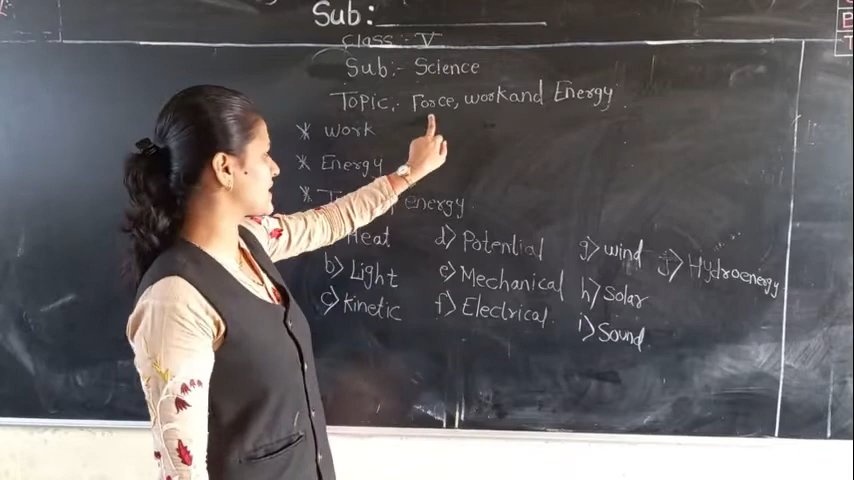 Sub:
Class :- V
Sub:- Science
Topic:- Force, work and Energy
* work
* Energy
* energy
Heat
b) Light
c) Kinetic
d) Potential
e) Mechanical
f) Electrical
g) wind
h) Solar
i) Sound
j) Hydroenergy